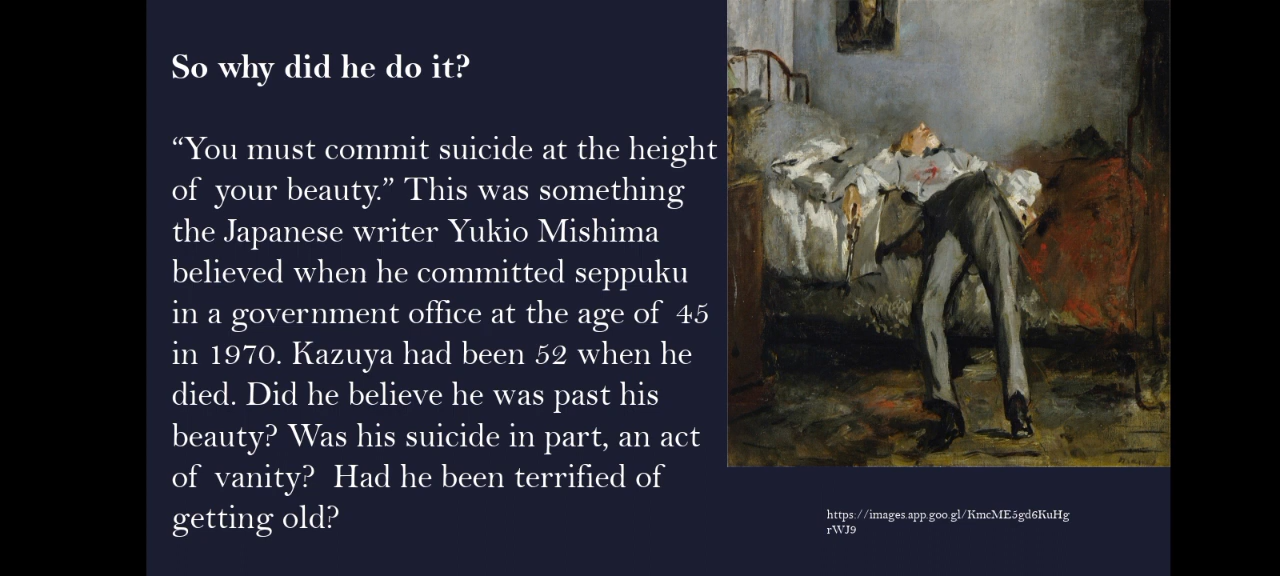 So why did he do it?
“You must commit suicide at the height
of your beauty.” This was something
the Japanese writer Yukio Mishima
believed when he committed seppuku
in a government office at the age of 45
in 1970. Kazuya had been 52 when he
died. Did he believe he was past his
beauty? Was his suicide in part, an act
of vanity? Had he been terrified of
getting old?
https://images.app.goo.gl/KmcME5gd6KuHg
rWJ9